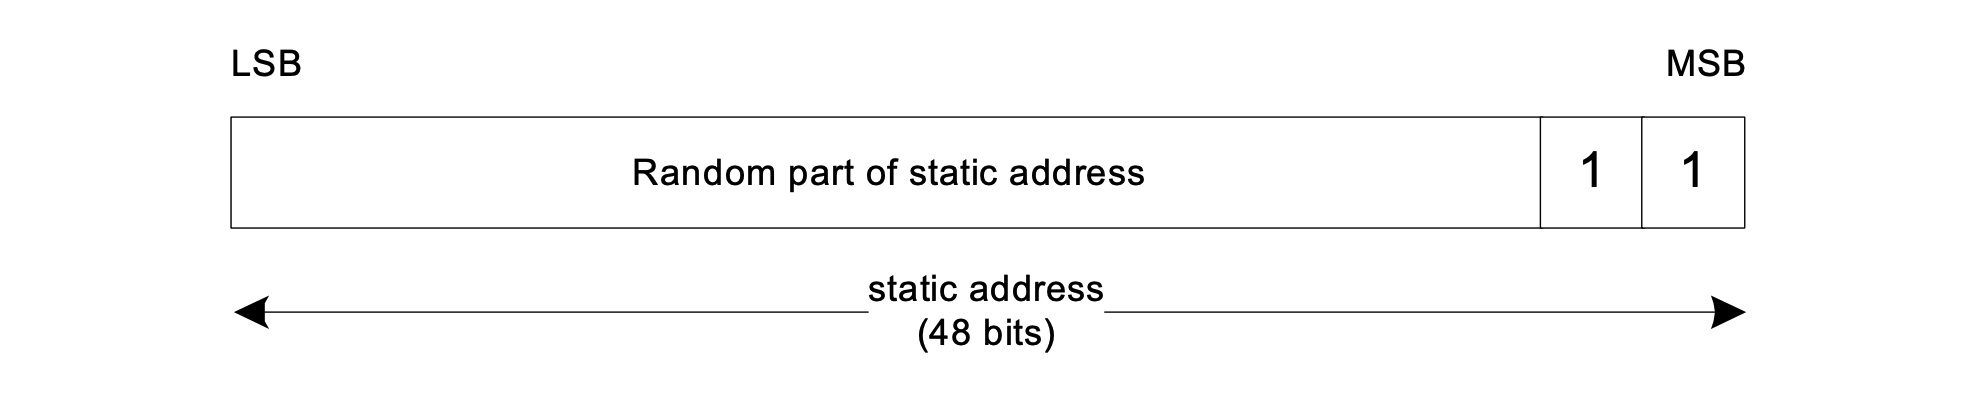 LSB MSB
Random part of static address 1 1
static address
(48 bits)